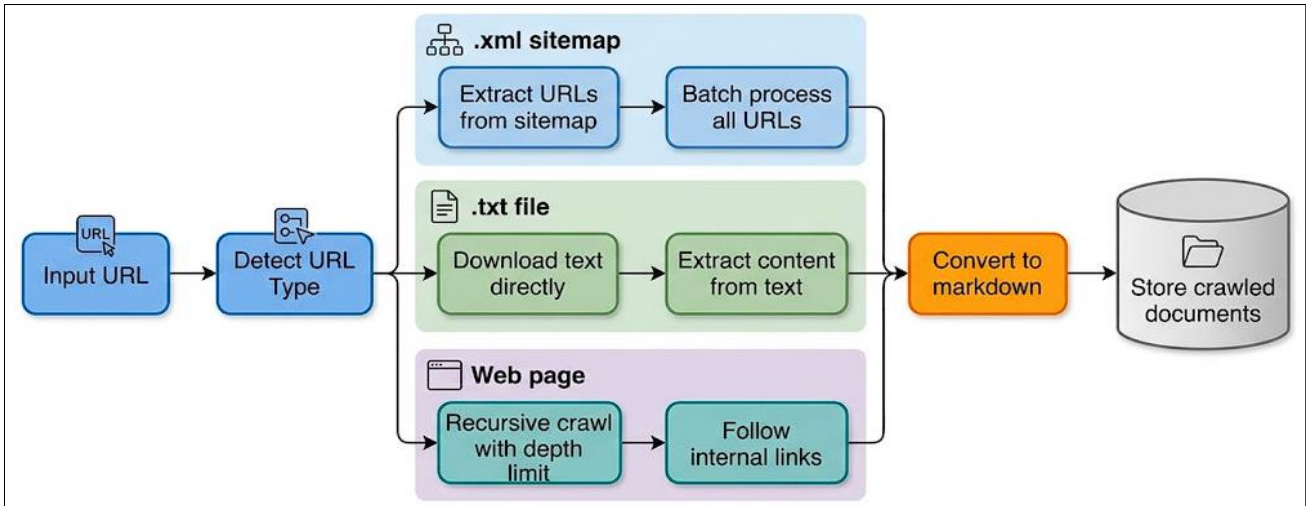 URL
Input URL
Detect URL
Type
.xml sitemap
Extract URLs
from sitemap
Batch process
all URLs
.txt file
Download text
directly
Extract content
from text
Web page
Recursive crawl
with depth
limit
Follow
internal links
Convert to
markdown
Store crawled
documents